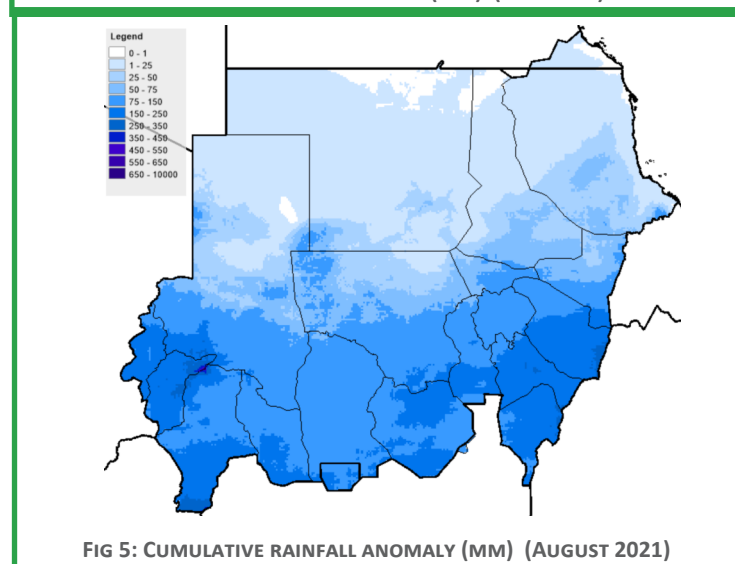 Legend
0 - 1
1 - 25
25 - 50
50 - 75
75 - 150
150 - 250
250 - 350
350 - 450
450 - 550
550 - 650
650 - 10000
FIG 5: CUMULATIVE RAINFALL ANOMALY (MM) (AUGUST 2021)